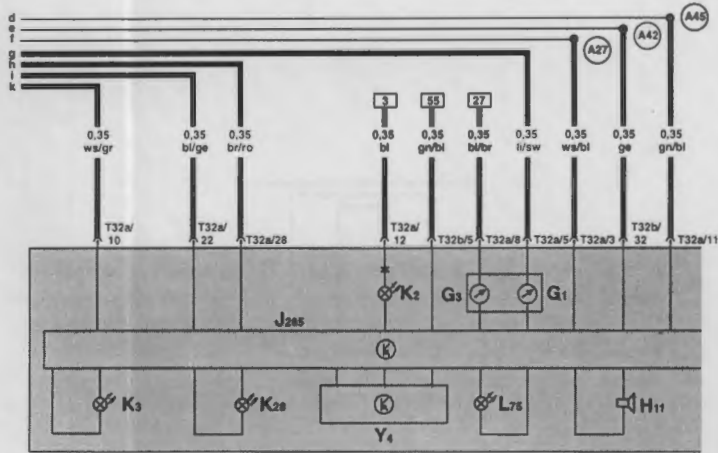 d
A45
e
A42
f
A27
g
h
i
k
3 55 27
0,35 0,35 0,35 0,35 0,35 0,35 0,35 0,35 0,35 0,35
ws/gr bl/ge br/ro bl gn/bl bl/br li/sw ws/bl ge gn/bl
T32a/ T32a/ T32a/ T32b/
10 22 T32a/28 12 T32b/5 T32a/8 T32a/5 T32a/3 32 T32a/11
K2 G3 G1
J285
K3 K28 L75 H11
Y4